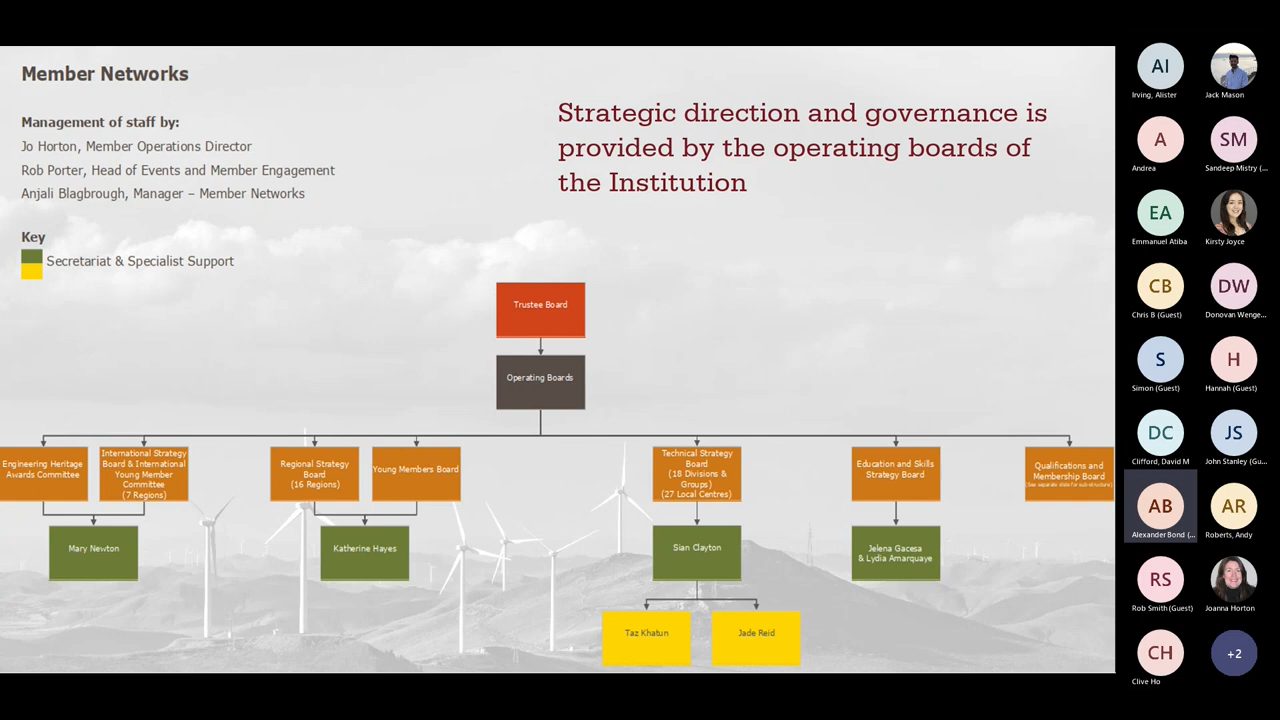 Member Networks
Strategic direction and governance is
provided by the operating boards of
the Institution
Management of staff by:
Jo Horton, Member Operations Director
Rob Porter, Head of Events and Member Engagement
Anjali Blagbrough, Manager – Member Networks
Key
Secretariat & Specialist Support
Trustee Board
Operating Boards
Engineering Heritage
Awards Committee
International Strategy
Board & International
Young Member
Committee
(7 Regions)
Regional Strategy
Board
(16 Regions)
Young Members Board
Technical Strategy
Board
(18 Divisions &
Groups)
(27 Local Centres)
Education and Skills
Strategy Board
Qualifications and
Membership Board
(See separate slide for sub-structure)
Mary Newton
Katherine Hayes
Sian Clayton
Jelena Gacesa
& Lydia Amarquaye
Taz Khatun
Jade Reid
AI
Irving, Alister
Jack Mason
A
Andrea
SM
Sandeep Mistry (...
EA
Emmanuel Atiba
Kirsty Joyce
CB
Chris B (Guest)
DW
Donovan Wenge...
S
Simon (Guest)
H
Hannah (Guest)
DC
Clifford, David M
JS
John Stanley (Gu...
AB
Alexander Bond (...
AR
Roberts, Andy
RS
Rob Smith (Guest)
Joanna Horton
CH
Clive Ho
+2